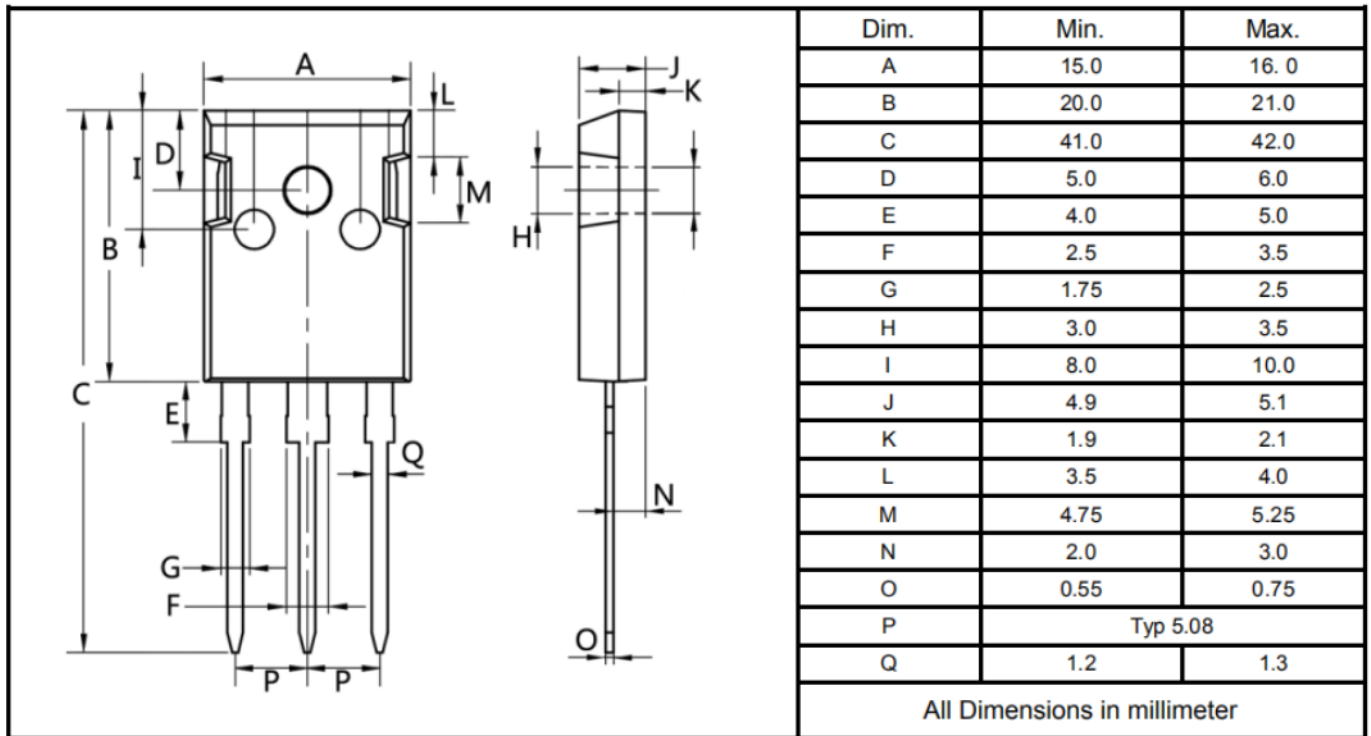 A
L
D
I
M
B
C
E
Q
G
F
P P
J
K
H
N
O
Dim. Min. Max.
A 15.0 16. 0
B 20.0 21.0
C 41.0 42.0
D 5.0 6.0
E 4.0 5.0
F 2.5 3.5
G 1.75 2.5
H 3.0 3.5
I 8.0 10.0
J 4.9 5.1
K 1.9 2.1
L 3.5 4.0
M 4.75 5.25
N 2.0 3.0
O 0.55 0.75
P Typ 5.08
Q 1.2 1.3
All Dimensions in millimeter